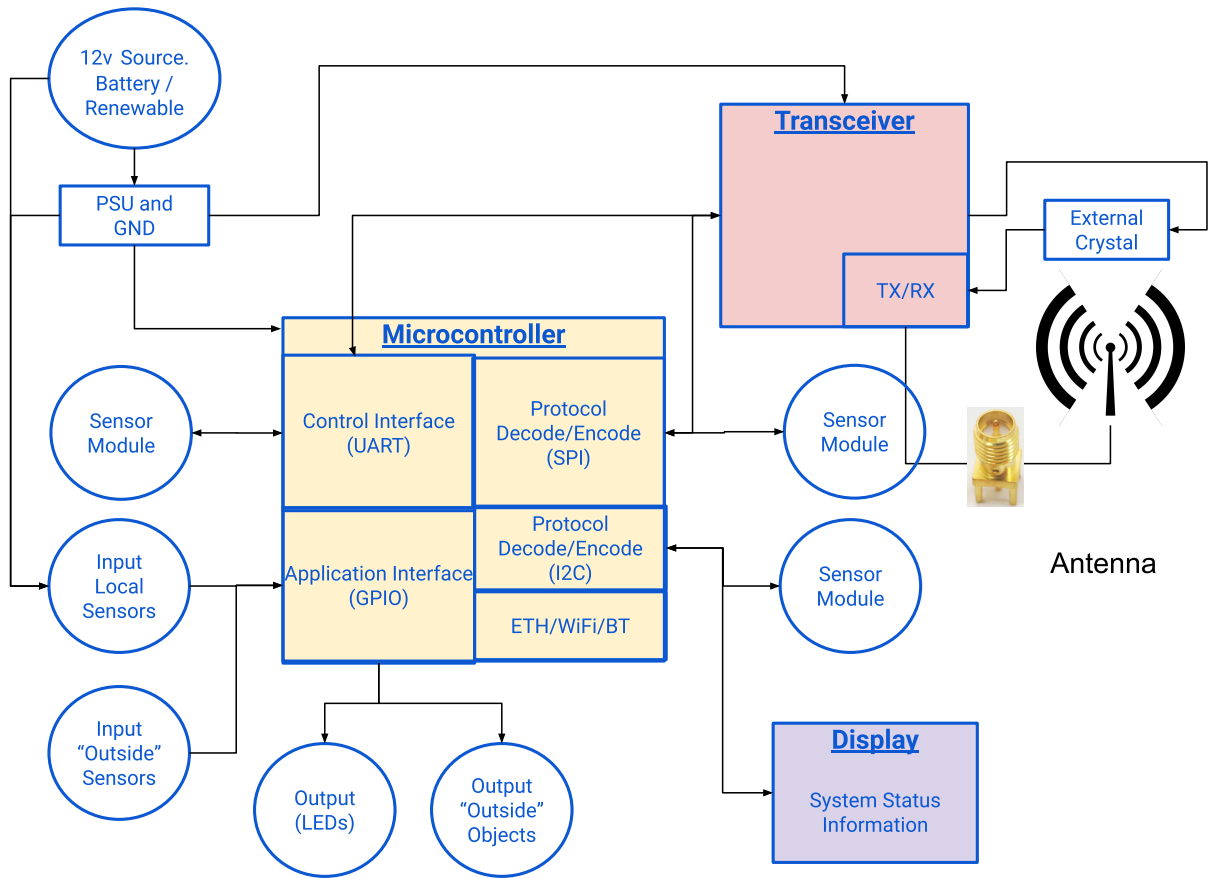 12v Source.
Battery /
Renewable
Transceiver
PSU and
GND
External
Crystal
TX/RX
Microcontroller
Sensor
Module
Control Interface
(UART)
Protocol
Decode/Encode
(SPI)
Sensor
Module
Input
Local
Sensors
Application Interface
(GPIO)
Protocol
Decode/Encode
(I2C)
ETH/WiFi/BT
Sensor
Module
Antenna
Input
“Outside”
Sensors
Output
(LEDs)
Output
“Outside”
Objects
Display
System Status
Information